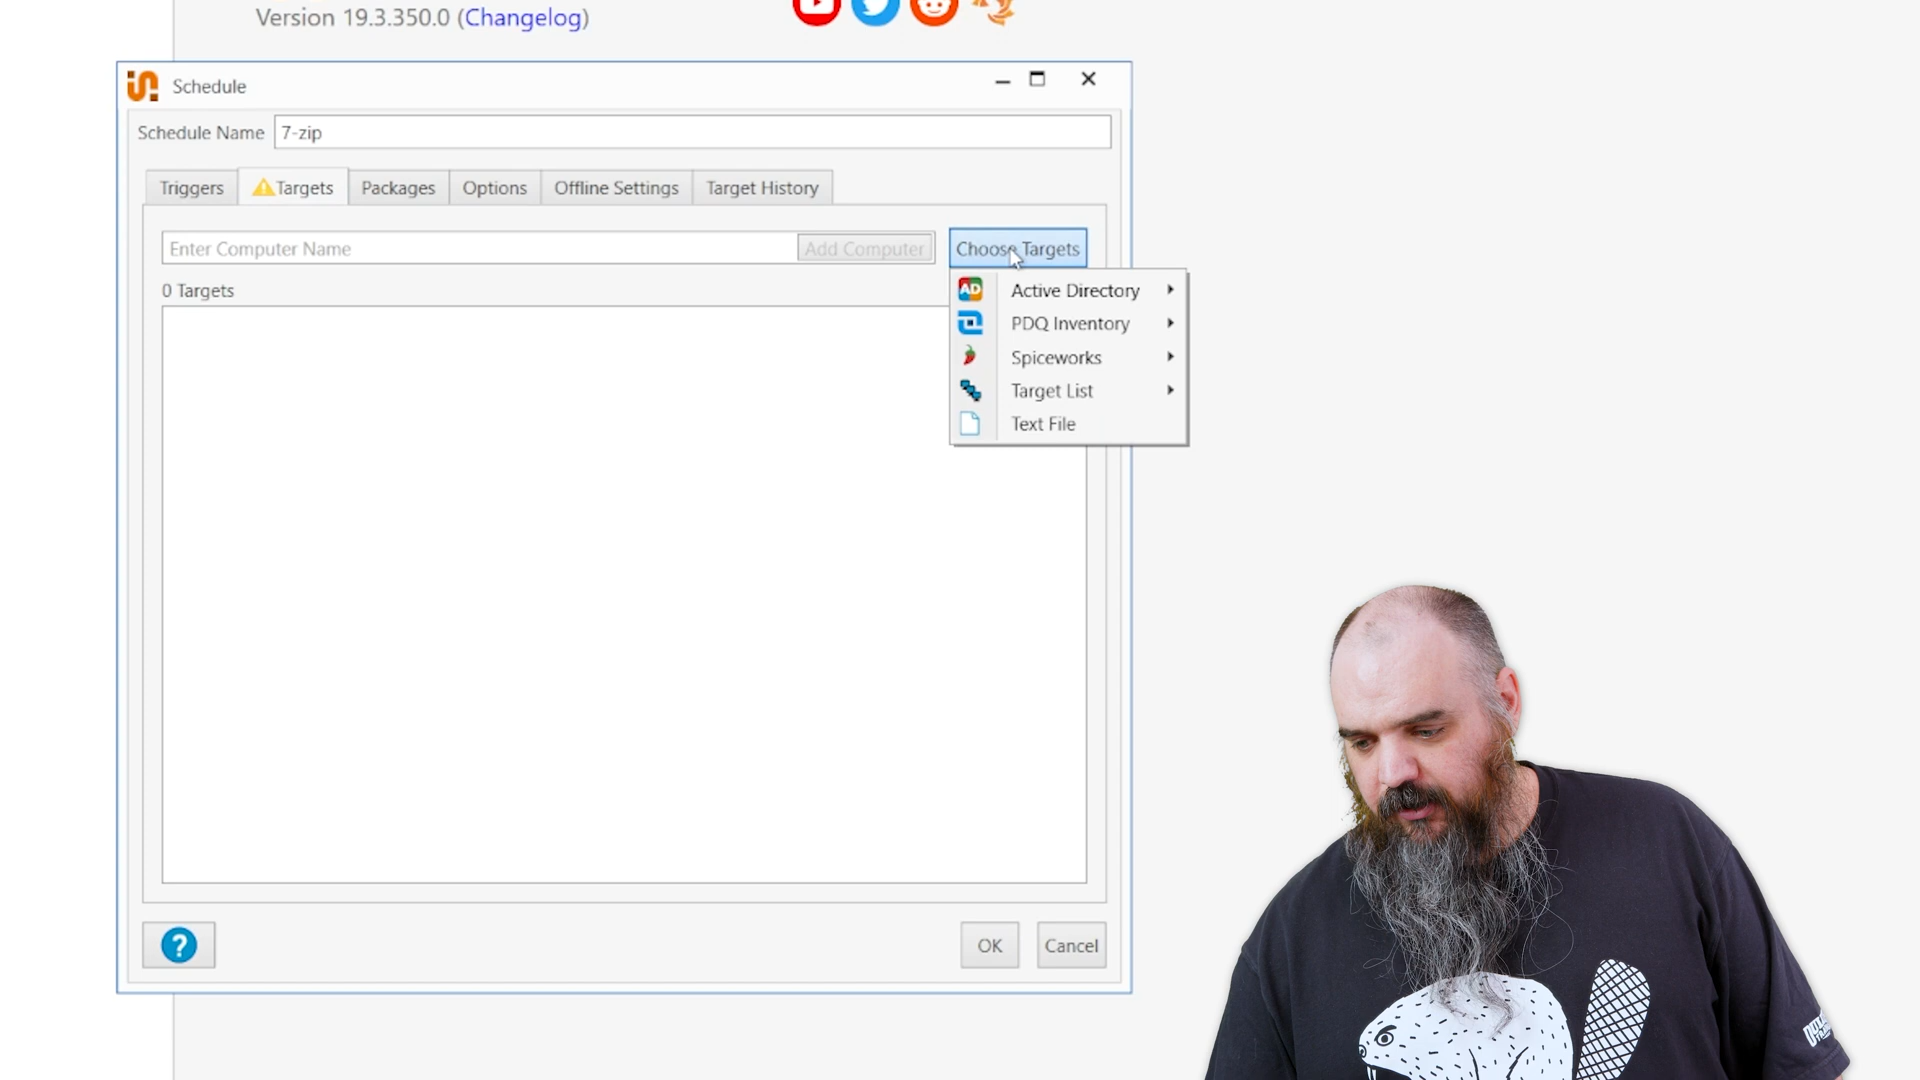 Version 19.3.350.0 (Changelog)
Schedule
Schedule Name 7-zip
Triggers Targets Packages Options Offline Settings Target History
Enter Computer Name Add Computer Choose Targets
0 Targets
AD Active Directory
PDQ Inventory
Spiceworks
Target List
Text File
? OK Cancel